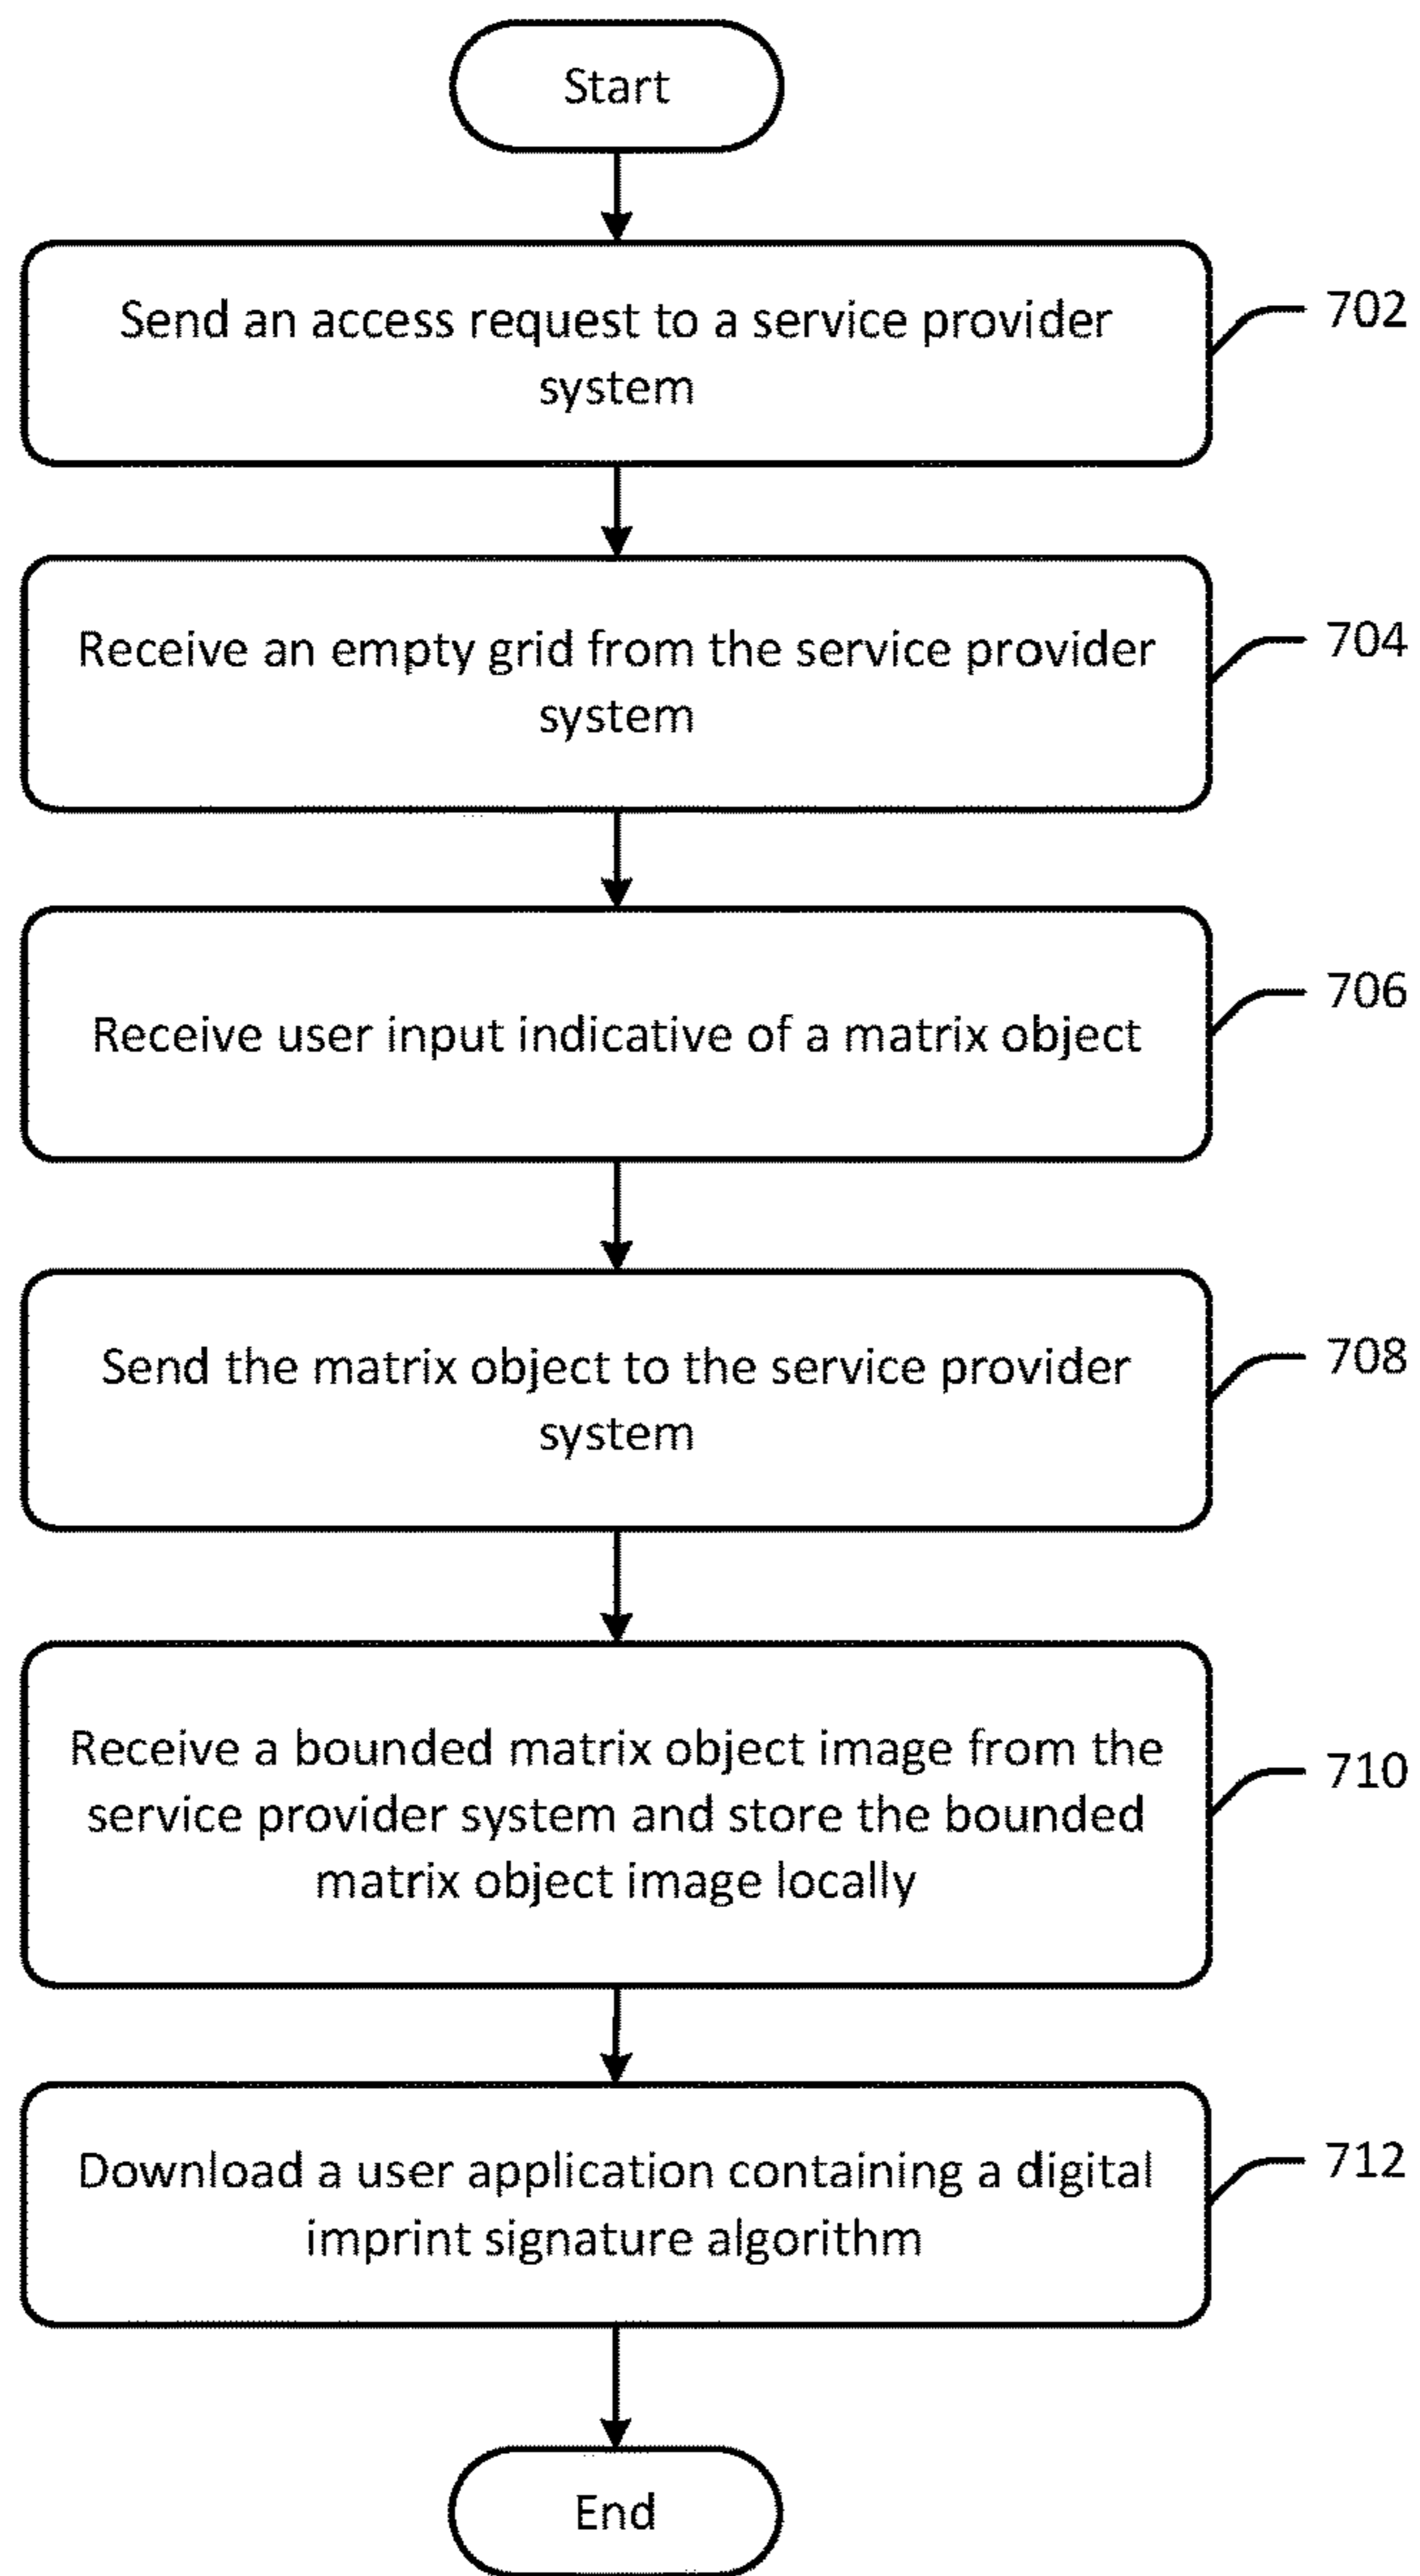 Start
Send an access request to a service provider
system
702
Receive an empty grid from the service provider
system
704
Receive user input indicative of a matrix object
706
Send the matrix object to the service provider
system
708
Receive a bounded matrix object image from the
service provider system and store the bounded
matrix object image locally
710
Download a user application containing a digital
imprint signature algorithm
712
End